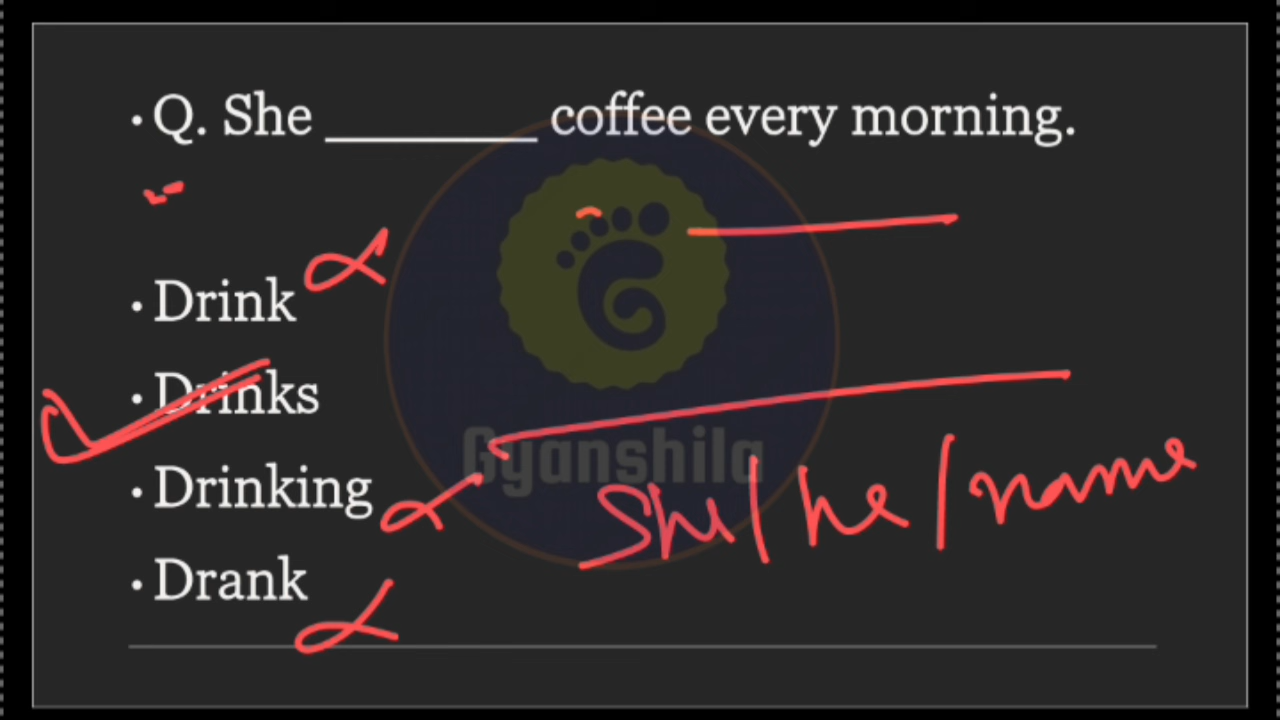 • Q. She ________ coffee every morning.
• Drink
• Drinks
• Drinking
• Drank
Gyanshila
She / he / name